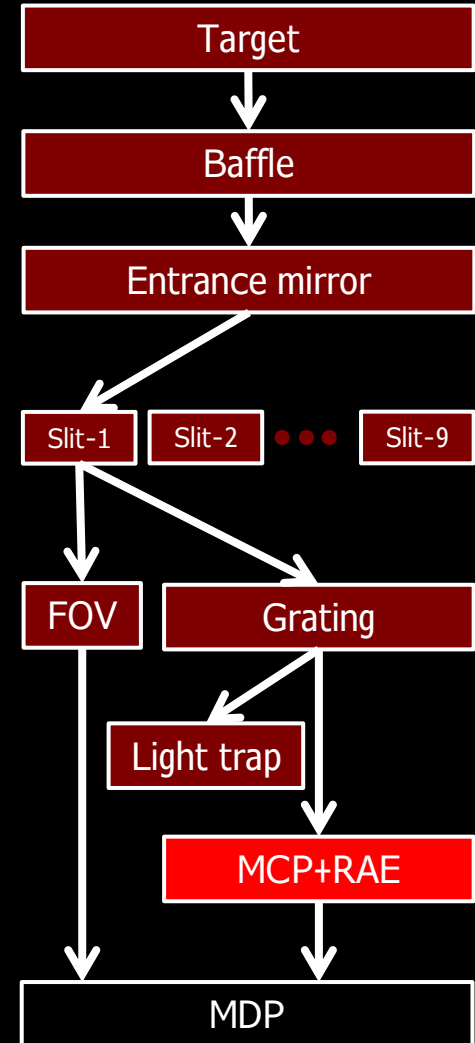 Target
Baffle
Entrance mirror
Slit-1
Slit-2
Slit-9
FOV
Grating
Light trap
MCP+RAE
MDP